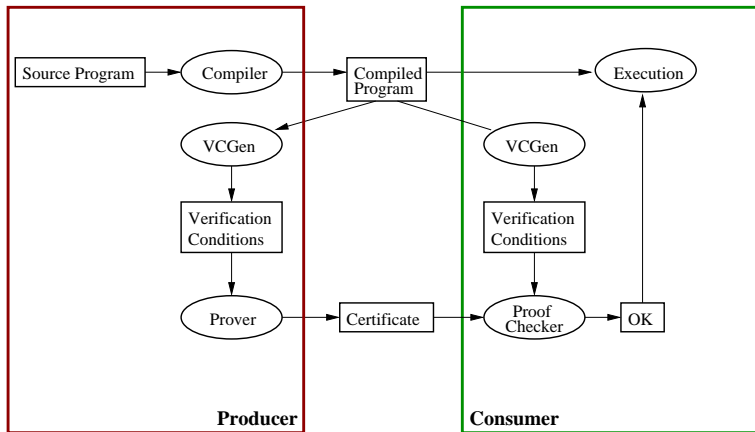 Source Program
Compiler
Compiled
Program
Execution
VCGen
VCGen
Verification
Conditions
Verification
Conditions
Prover
Certificate
Proof
Checker
OK
Producer
Consumer